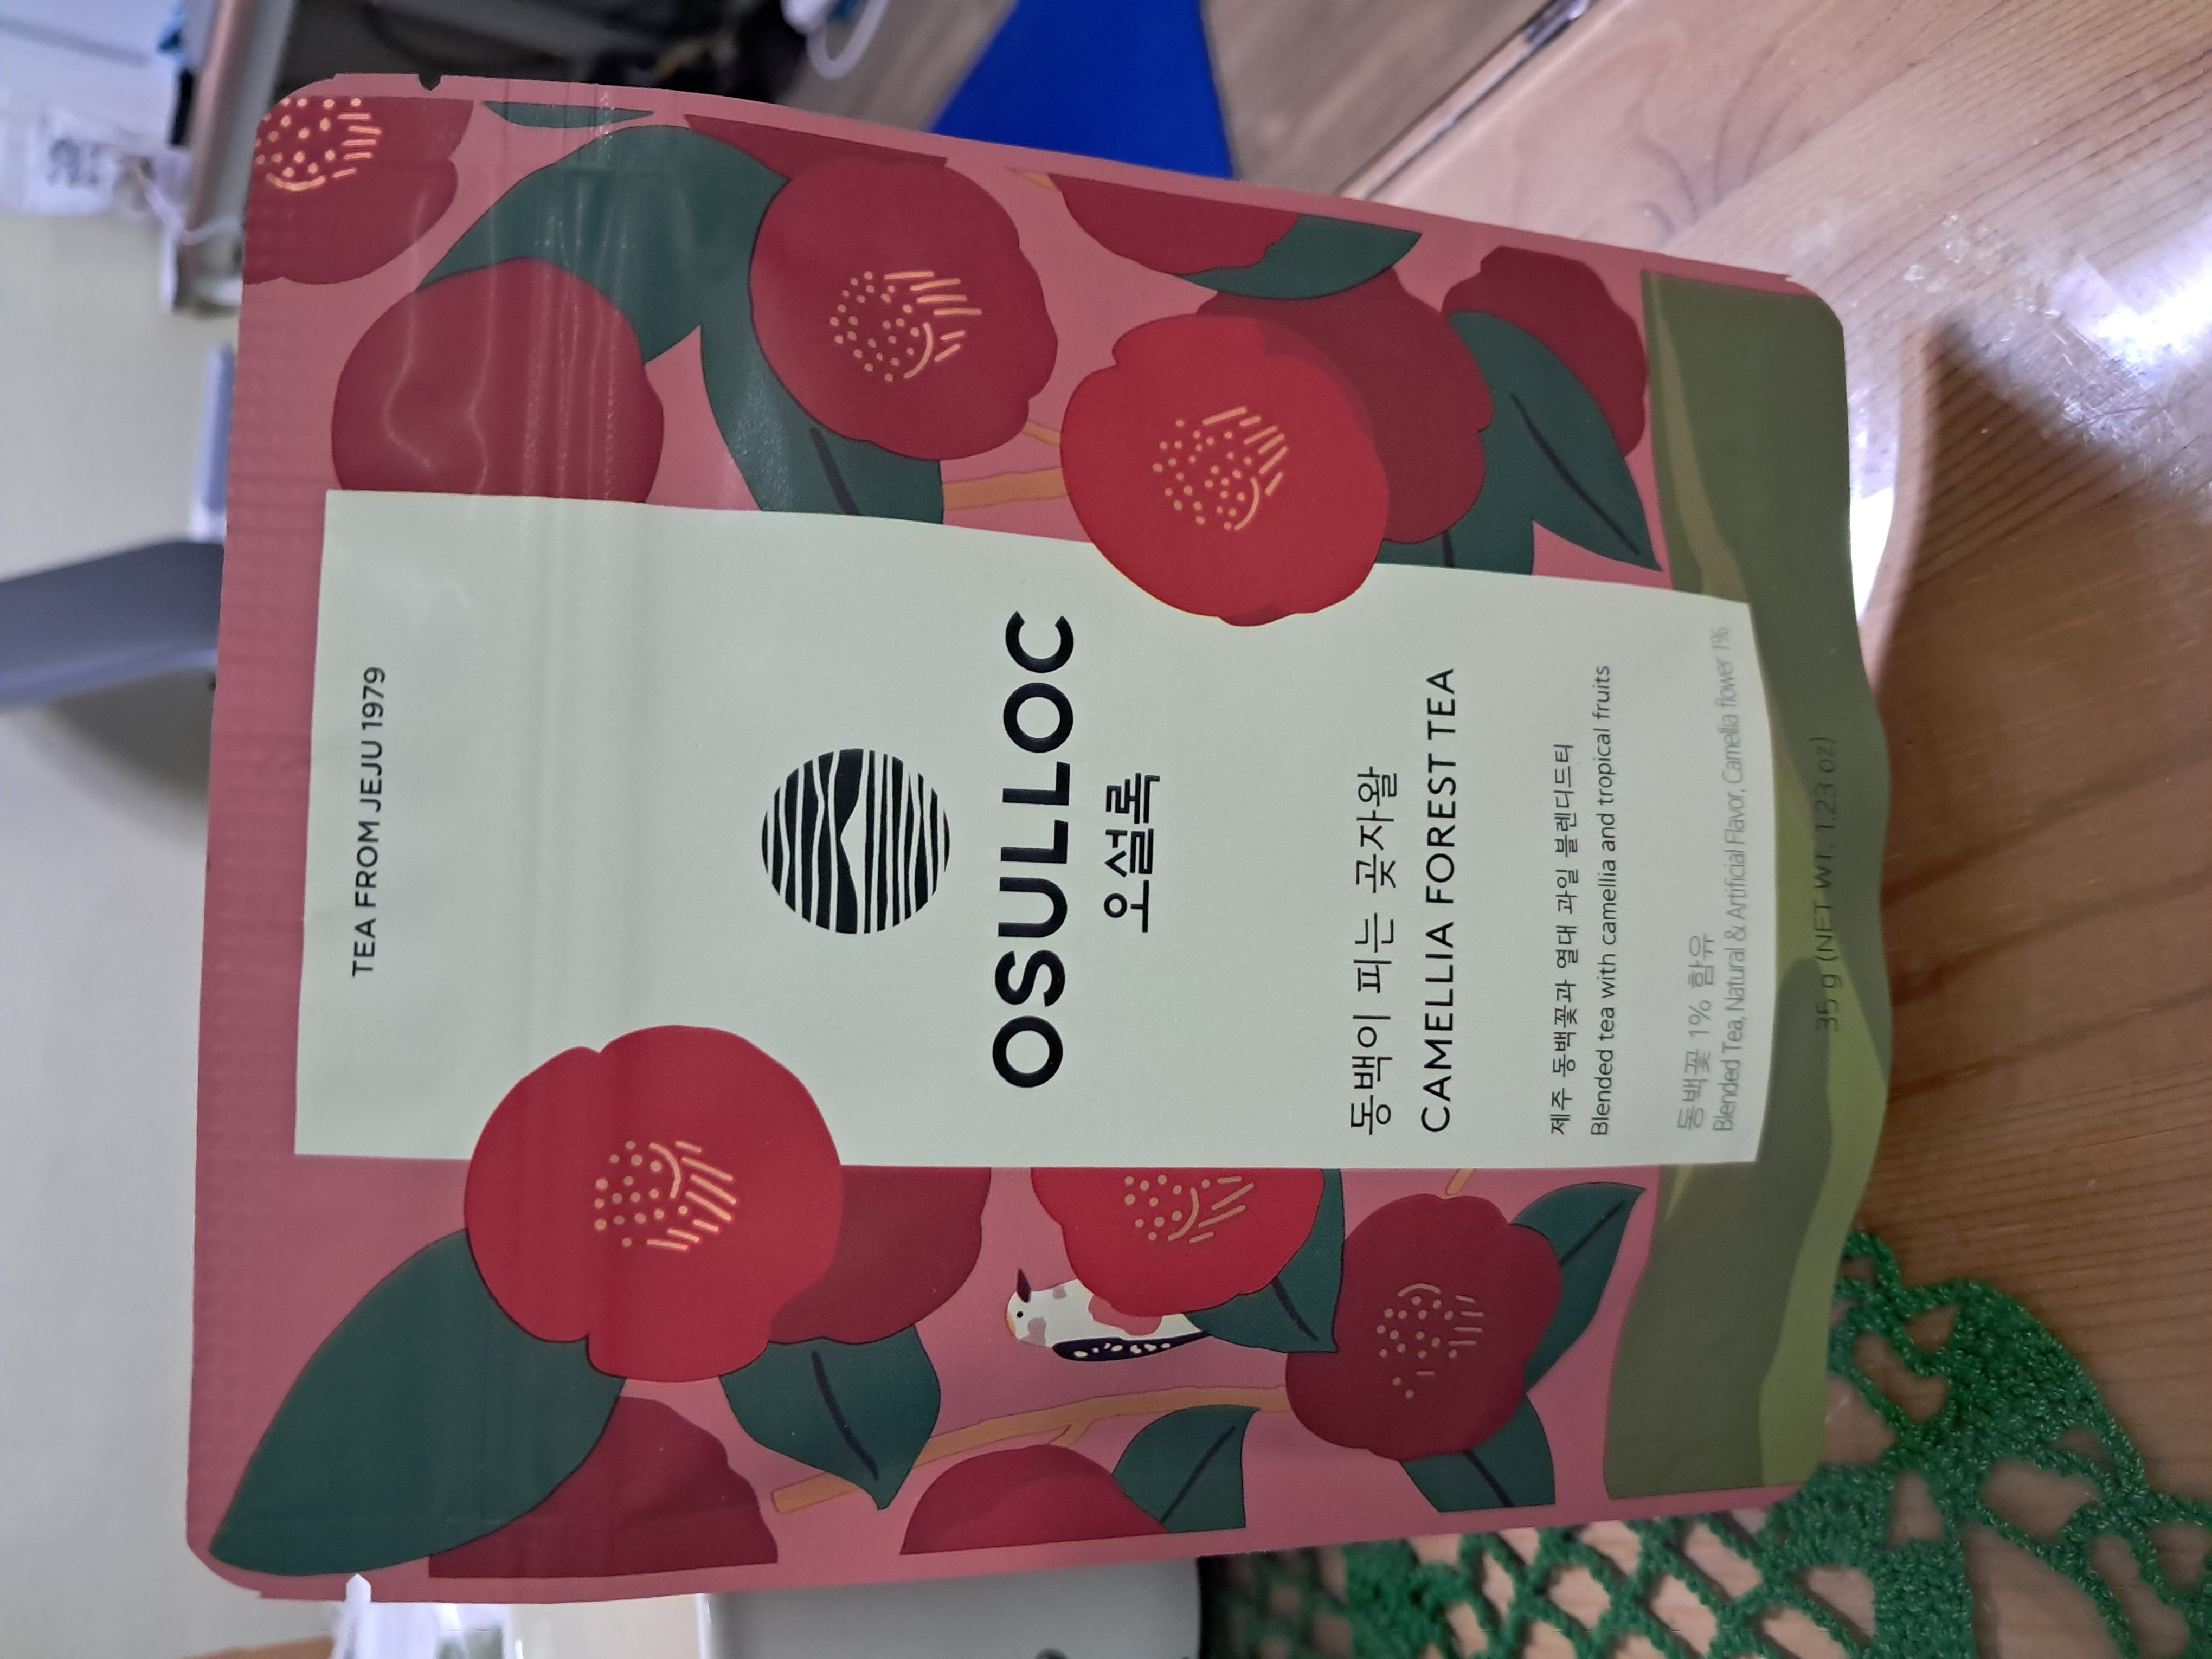 TEA FROM JEJU 1979
OSULLOC
오설록
동백이 피는 곶자왈
CAMELLIA FOREST TEA
제주 동백꽃과 열대 과일 블렌디드티
Blended tea with camellia and tropical fruits
동백꽃 1% 함유
Blended Tea, Natural & Artificial Flavor, Camellia flower 1%
35 g (NET WT. 1.23 oz)